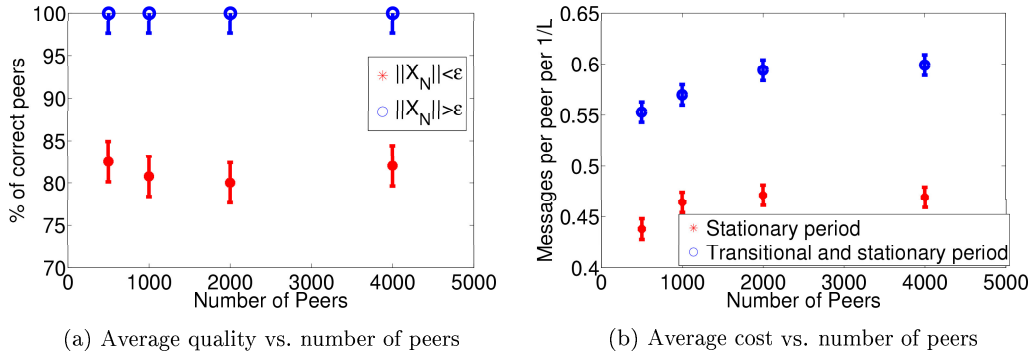 100
95
90
85
80
75
70
% of correct peers
||X_N||<ε
||X_N||>ε
0 1000 2000 3000 4000 5000
Number of Peers
(a) Average quality vs. number of peers
0.65
0.6
0.55
0.5
0.45
0.4
Messages per peer per 1/L
Stationary period
Transitional and stationary period
0 1000 2000 3000 4000 5000
Number of Peers
(b) Average cost vs. number of peers